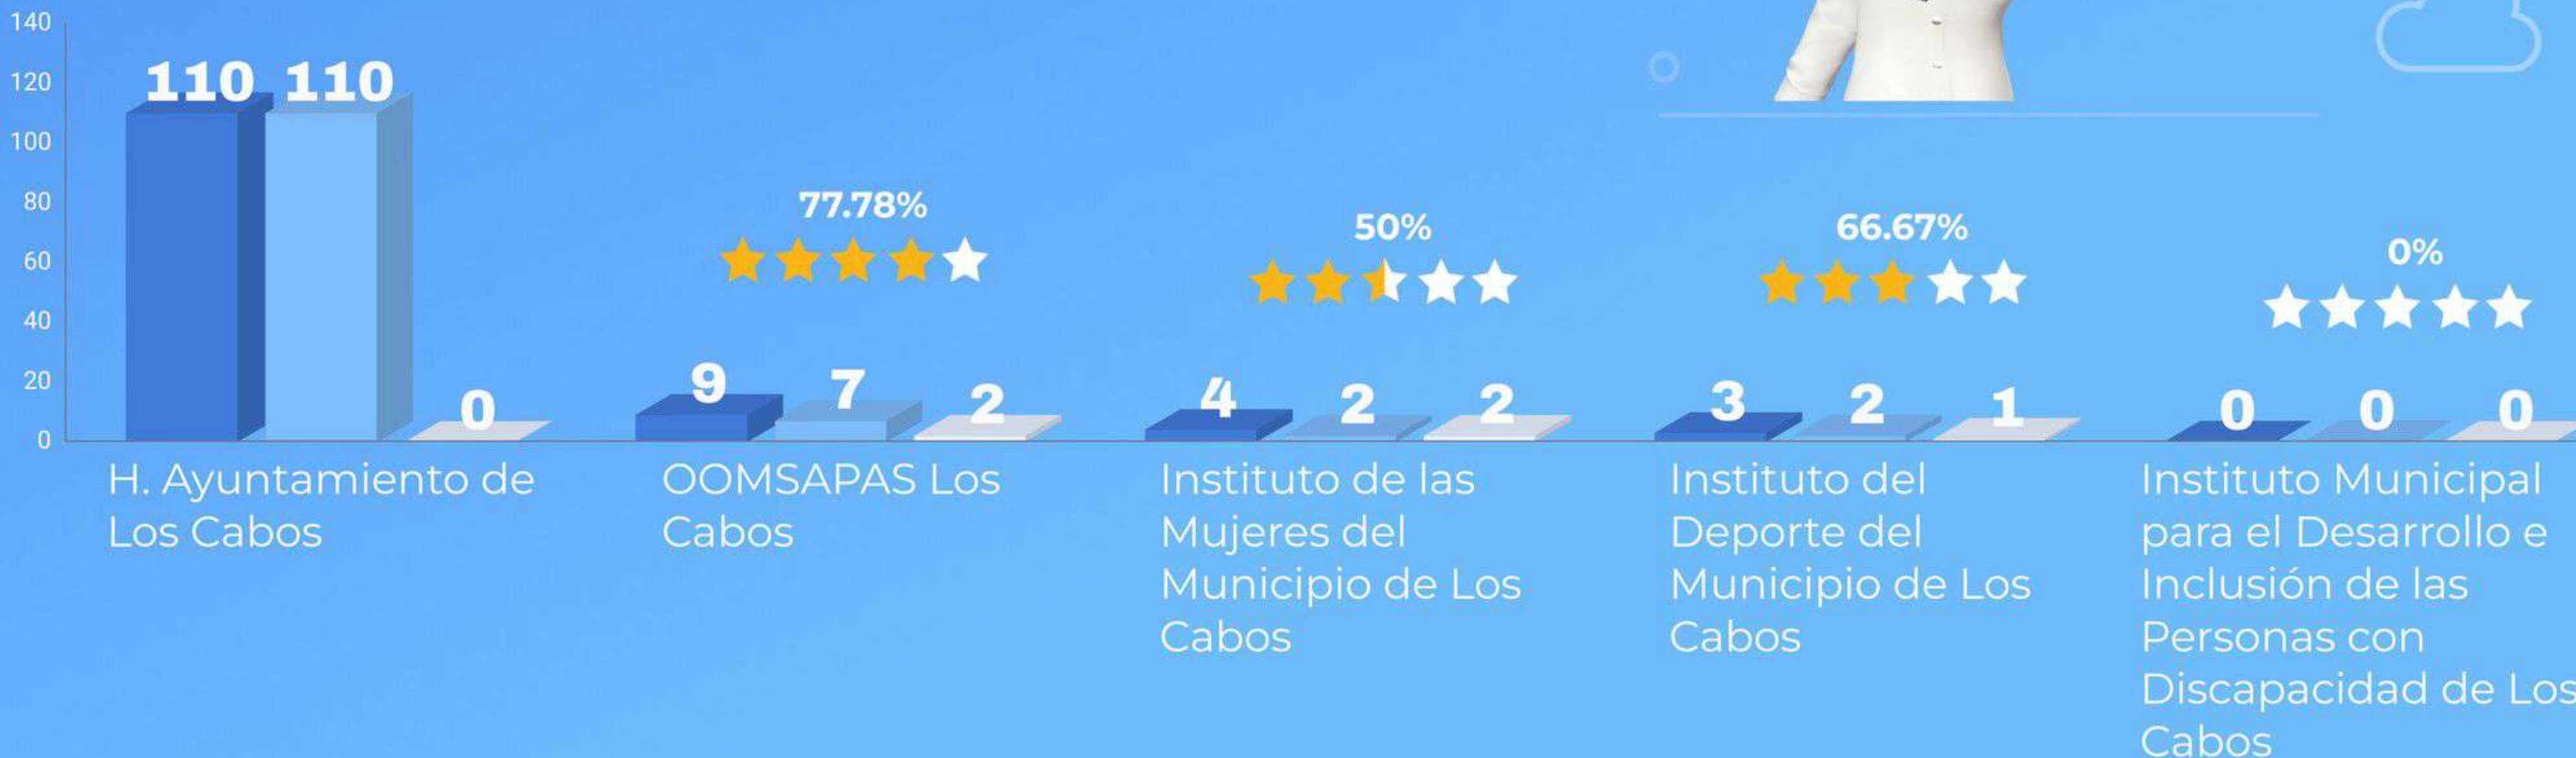 140
120
100
80
60
40
20
0
110 110 0
77.78%
9 7 2
50%
4 2 2
66.67%
3 2 1
0%
0 0 0
H. Ayuntamiento de
Los Cabos
OOMSAPAS Los
Cabos
Instituto de las
Mujeres del
Municipio de Los
Cabos
Instituto del
Deporte del
Municipio de Los
Cabos
Instituto Municipal
para el Desarrollo e
Inclusión de las
Personas con
Discapacidad de Los
Cabos